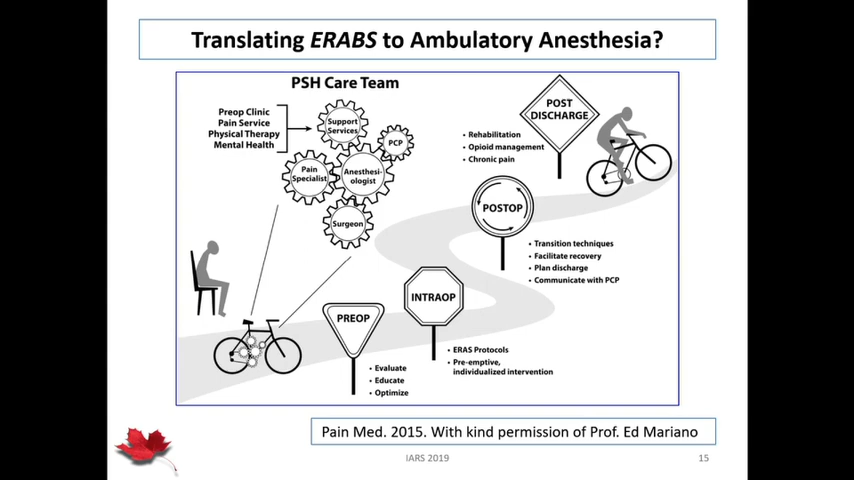 Translating ERABS to Ambulatory Anesthesia?
PSH Care Team
Preop Clinic
Pain Service
Physical Therapy
Mental Health
Support
Services
PCP
Pain
Specialist
Anesthesi-
ologist
Surgeon
POST
DISCHARGE
• Rehabilitation
• Opioid management
• Chronic pain
POSTOP
• Transition techniques
• Facilitate recovery
• Plan discharge
• Communicate with PCP
INTRAOP
• ERAS Protocols
• Pre-emptive,
individualized intervention
PREOP
• Evaluate
• Educate
• Optimize
Pain Med. 2015. With kind permission of Prof. Ed Mariano
IARS 2019
15